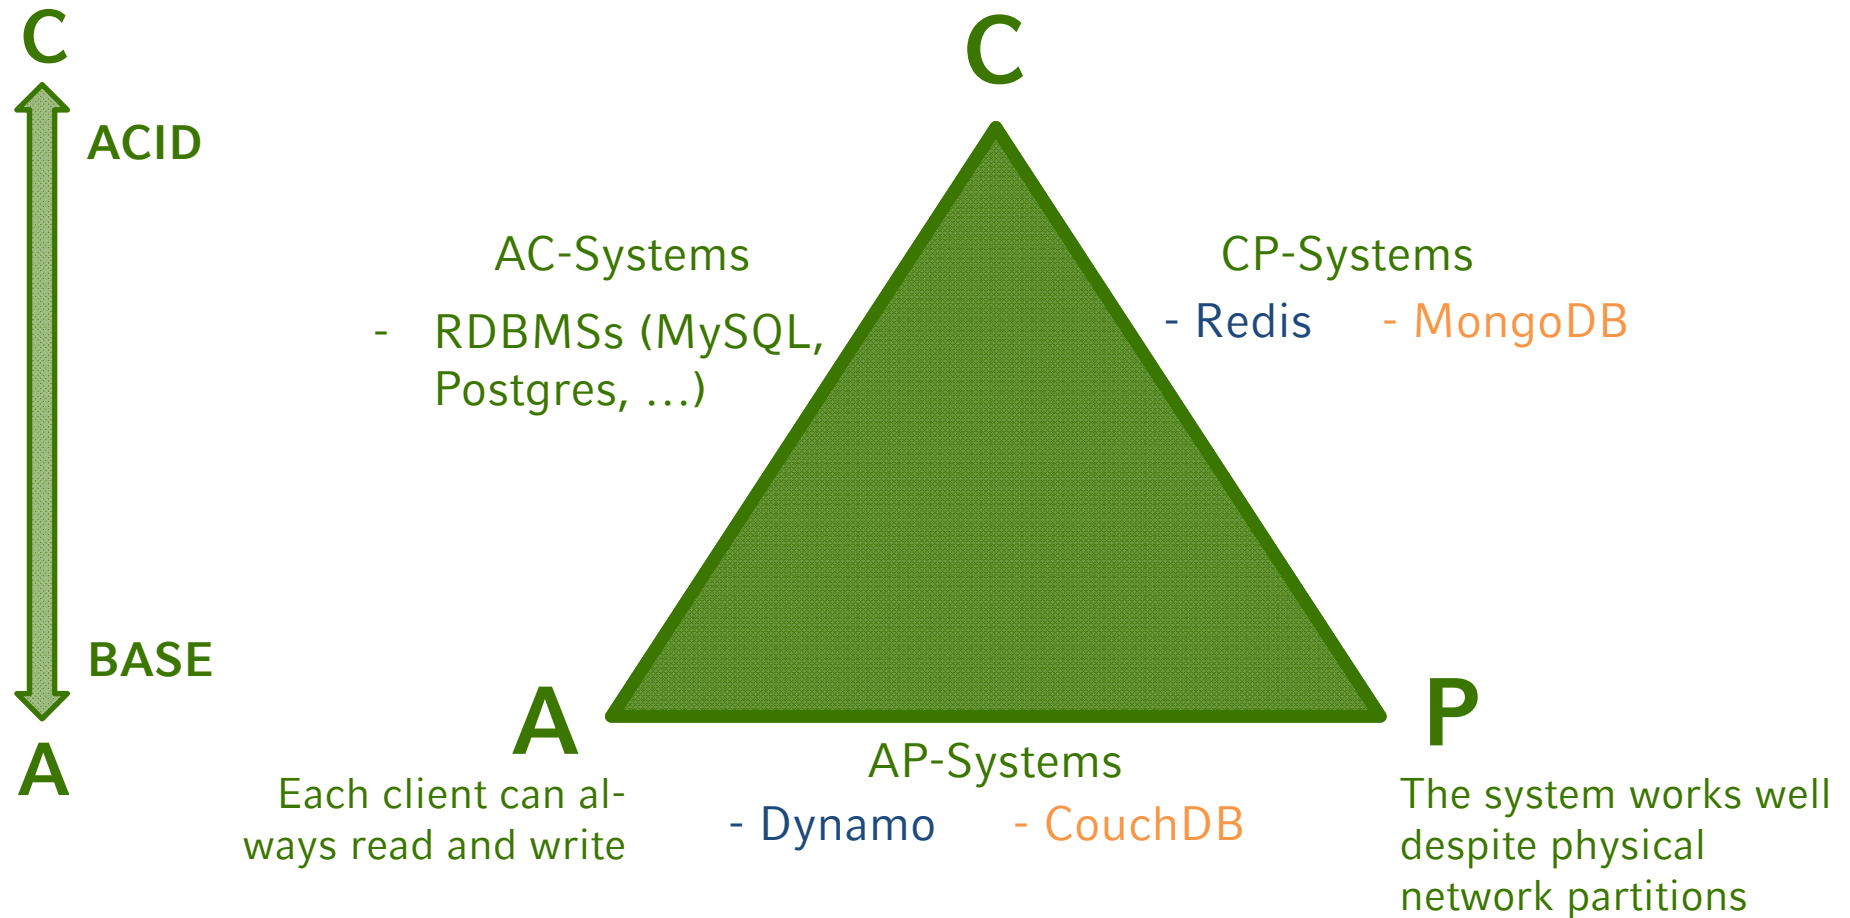 C
ACID
BASE
A
C
AC-Systems
- RDBMSs (MySQL,
Postgres, ...)
CP-Systems
- Redis - MongoDB
A
Each client can al-
ways read and write
AP-Systems
- Dynamo - CouchDB
P
The system works well
despite physical
network partitions